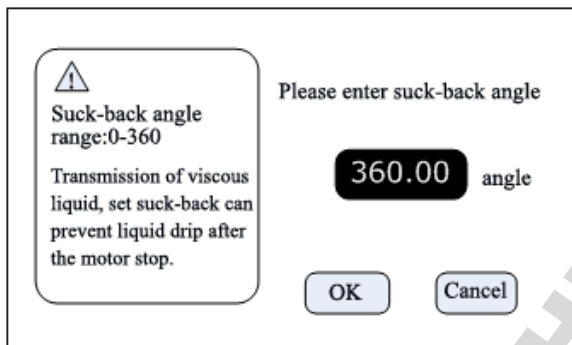 Suck-back angle
range:0-360
Transmission of viscous
liquid, set suck-back can
prevent liquid drip after
the motor stop.
Please enter suck-back angle
360.00 angle
OK Cancel